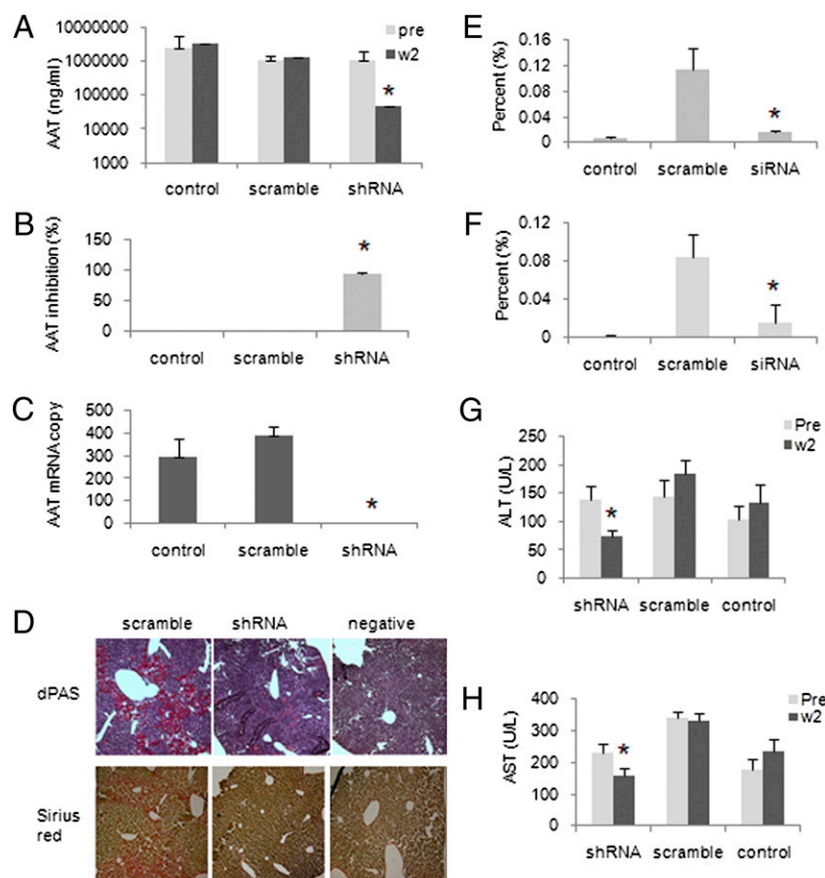 A
AAT (ng/ml)
10000000
1000000
100000
10000
1000
pre
w2
*
control scramble shRNA
B
AAT inhibition (%)
150
100
50
0
*
control scramble shRNA
C
AAT mRNA copy
500
400
300
200
100
0
*
control scramble shRNA
D
scramble shRNA negative
dPAS
Sirius
red
E
Percent (%)
0.16
0.12
0.08
0.04
0
*
control scramble siRNA
F
Percent (%)
0.12
0.08
0.04
0
*
control scramble siRNA
G
Pre
w2
ALT (U/L)
250
200
150
100
50
0
*
shRNA scramble control
H
Pre
w2
AST (U/L)
400
300
200
100
0
*
shRNA scramble control